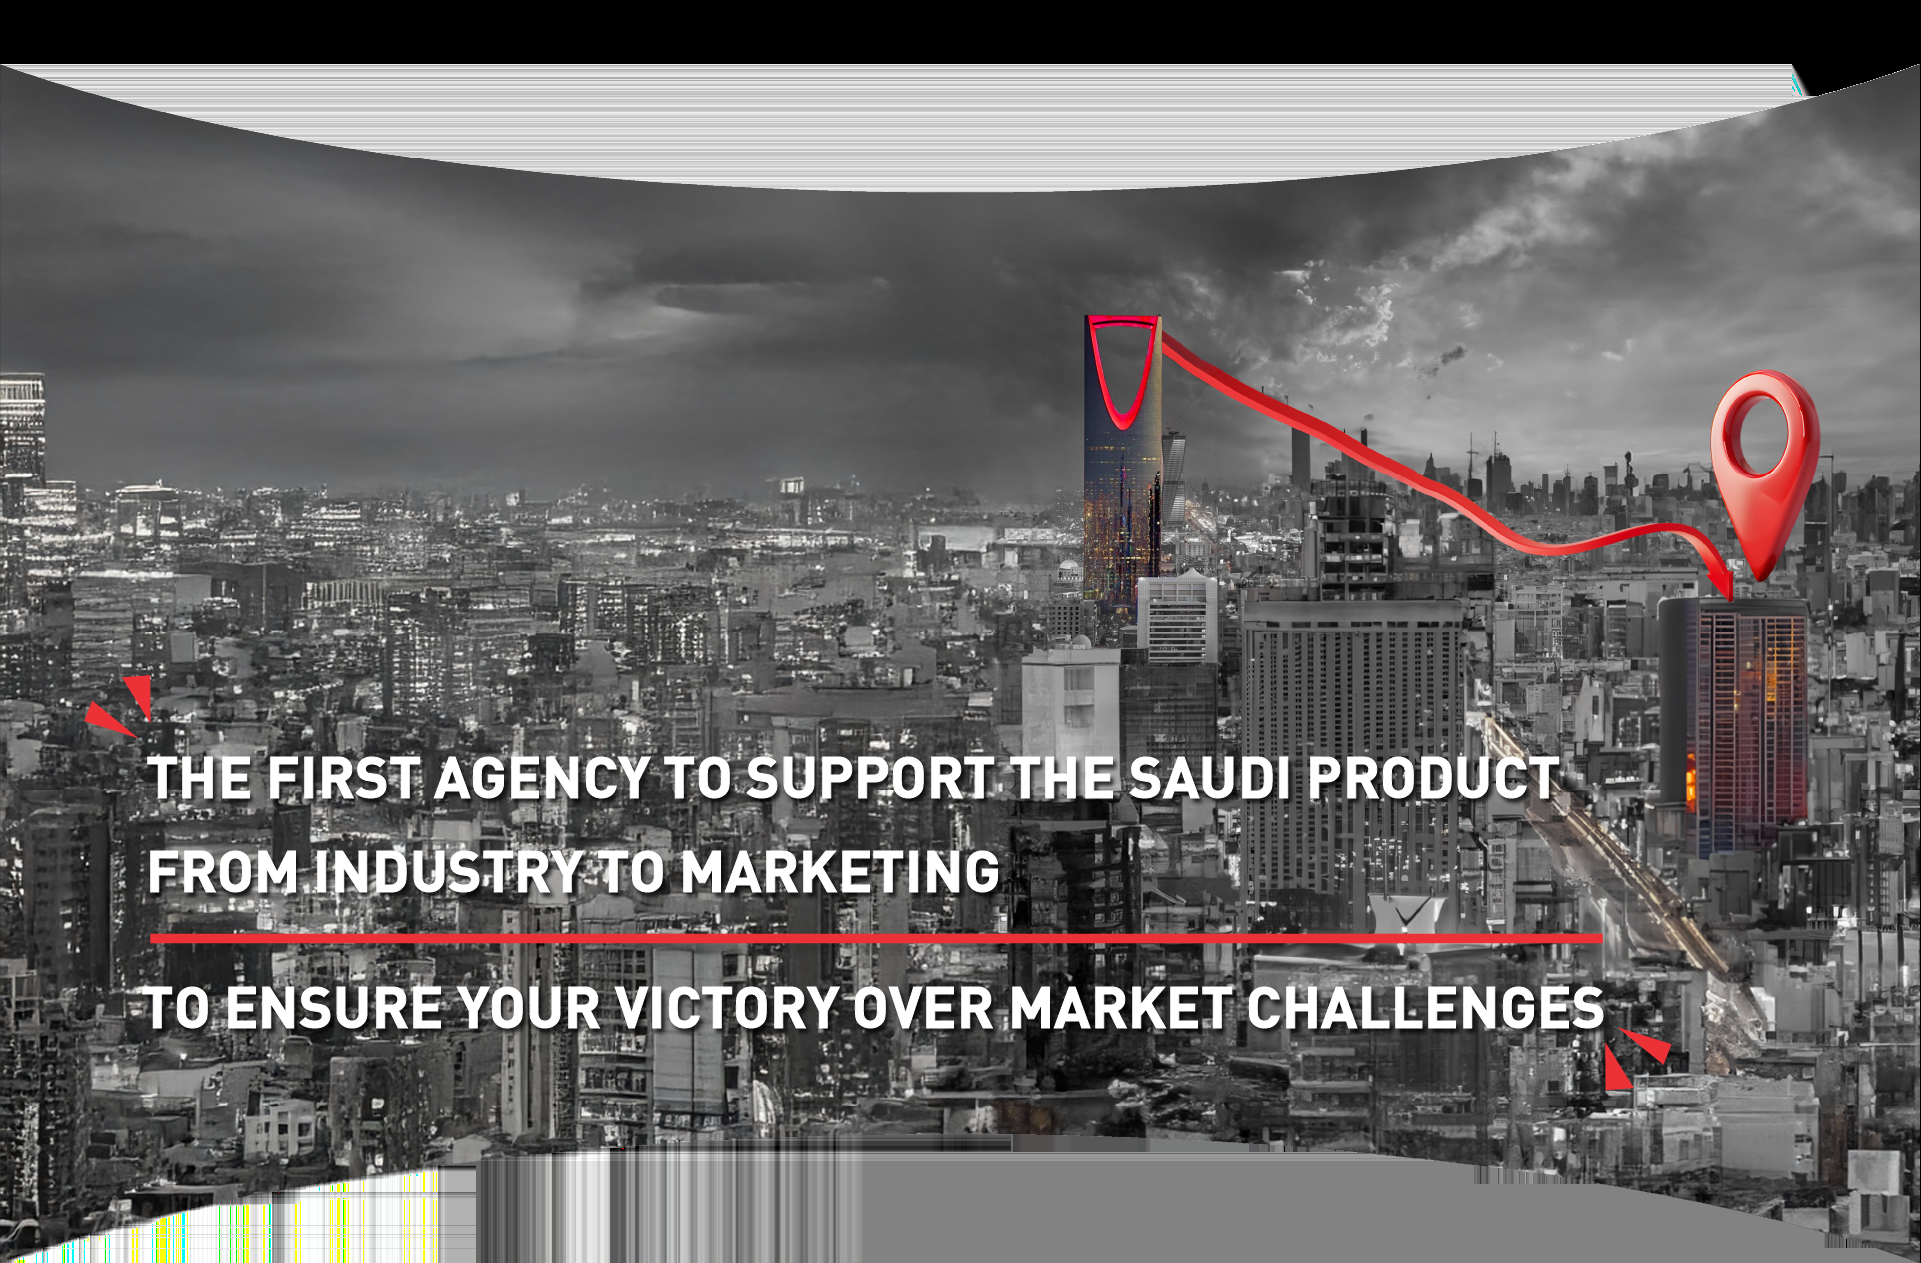 THE FIRST AGENCY TO SUPPORT THE SAUDI PRODUCT
FROM INDUSTRY TO MARKETING
TO ENSURE YOUR VICTORY OVER MARKET CHALLENGES